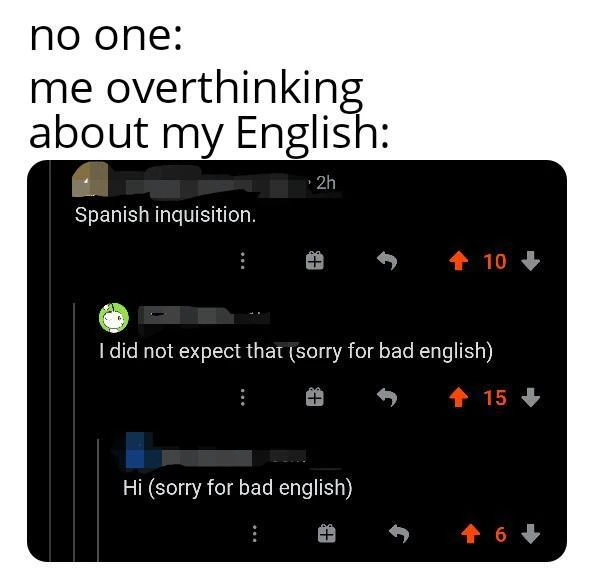 no one:
me overthinking
about my English:
· 2h
Spanish inquisition.
10
I did not expect that (sorry for bad english)
15
Hi (sorry for bad english)
6